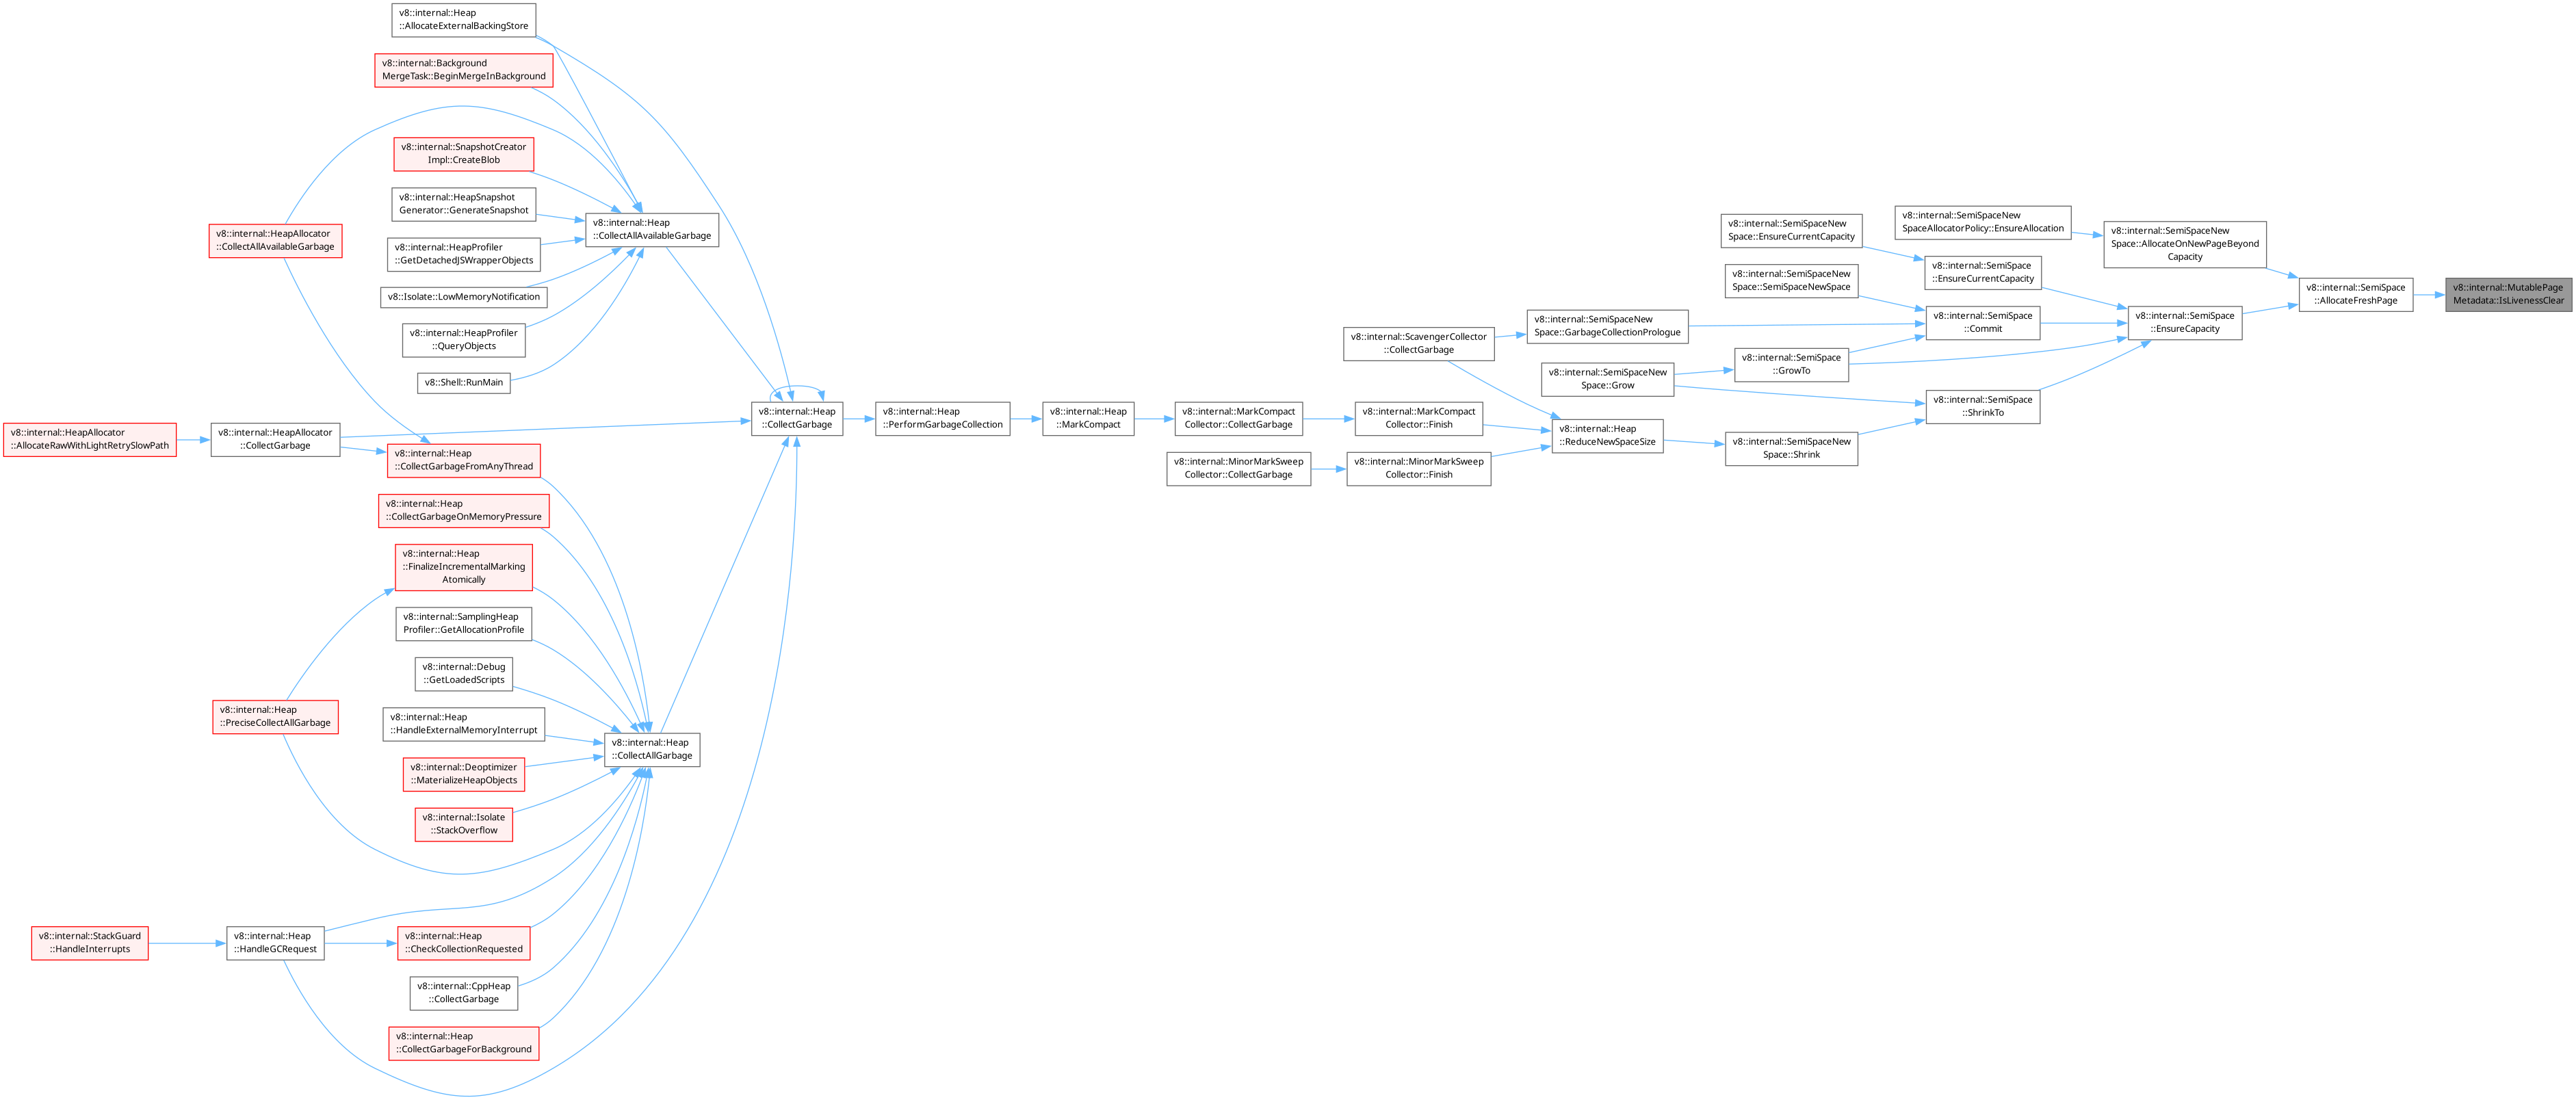 v8::internal::Heap
::AllocateExternalBackingStore
v8::internal::Background
MergeTask::BeginMergeInBackground
v8::internal::SnapshotCreator
Impl::CreateBlob
v8::internal::HeapSnapshot
Generator::GenerateSnapshot
v8::internal::HeapProfiler
::GetDetachedJSWrapperObjects
v8::Isolate::LowMemoryNotification
v8::internal::HeapProfiler
::QueryObjects
v8::Shell::RunMain
v8::internal::HeapAllocator
::CollectAllAvailableGarbage
v8::internal::Heap
::CollectAllAvailableGarbage
v8::internal::HeapAllocator
::AllocateRawWithLightRetrySlowPath
v8::internal::HeapAllocator
::CollectGarbage
v8::internal::Heap
::CollectGarbageFromAnyThread
v8::internal::Heap
::CollectGarbageOnMemoryPressure
v8::internal::Heap
::FinalizeIncrementalMarking
Atomically
v8::internal::SamplingHeap
Profiler::GetAllocationProfile
v8::internal::Debug
::GetLoadedScripts
v8::internal::Heap
::PreciseCollectAllGarbage
v8::internal::Heap
::HandleExternalMemoryInterrupt
v8::internal::Deoptimizer
::MaterializeHeapObjects
v8::internal::Isolate
::StackOverflow
v8::internal::Heap
::CollectAllGarbage
v8::internal::StackGuard
::HandleInterrupts
v8::internal::Heap
::HandleGCRequest
v8::internal::Heap
::CheckCollectionRequested
v8::internal::CppHeap
::CollectGarbage
v8::internal::Heap
::CollectGarbageForBackground
v8::internal::Heap
::CollectGarbage
v8::internal::Heap
::PerformGarbageCollection
v8::internal::Heap
::MarkCompact
v8::internal::MarkCompact
Collector::CollectGarbage
v8::internal::MinorMarkSweep
Collector::CollectGarbage
v8::internal::ScavengerCollector
::CollectGarbage
v8::internal::MarkCompact
Collector::Finish
v8::internal::MinorMarkSweep
Collector::Finish
v8::internal::SemiSpaceNew
Space::GarbageCollectionPrologue
v8::internal::SemiSpaceNew
Space::Grow
v8::internal::Heap
::ReduceNewSpaceSize
v8::internal::SemiSpaceNew
Space::EnsureCurrentCapacity
v8::internal::SemiSpaceNew
Space::SemiSpaceNewSpace
v8::internal::SemiSpace
::GrowTo
v8::internal::SemiSpaceNew
Space::Shrink
v8::internal::SemiSpaceNew
SpaceAllocatorPolicy::EnsureAllocation
v8::internal::SemiSpace
::EnsureCurrentCapacity
v8::internal::SemiSpace
::Commit
v8::internal::SemiSpace
::ShrinkTo
v8::internal::SemiSpaceNew
Space::AllocateOnNewPageBeyond
Capacity
v8::internal::SemiSpace
::EnsureCapacity
v8::internal::SemiSpace
::AllocateFreshPage
v8::internal::MutablePage
Metadata::IsLivenessClear